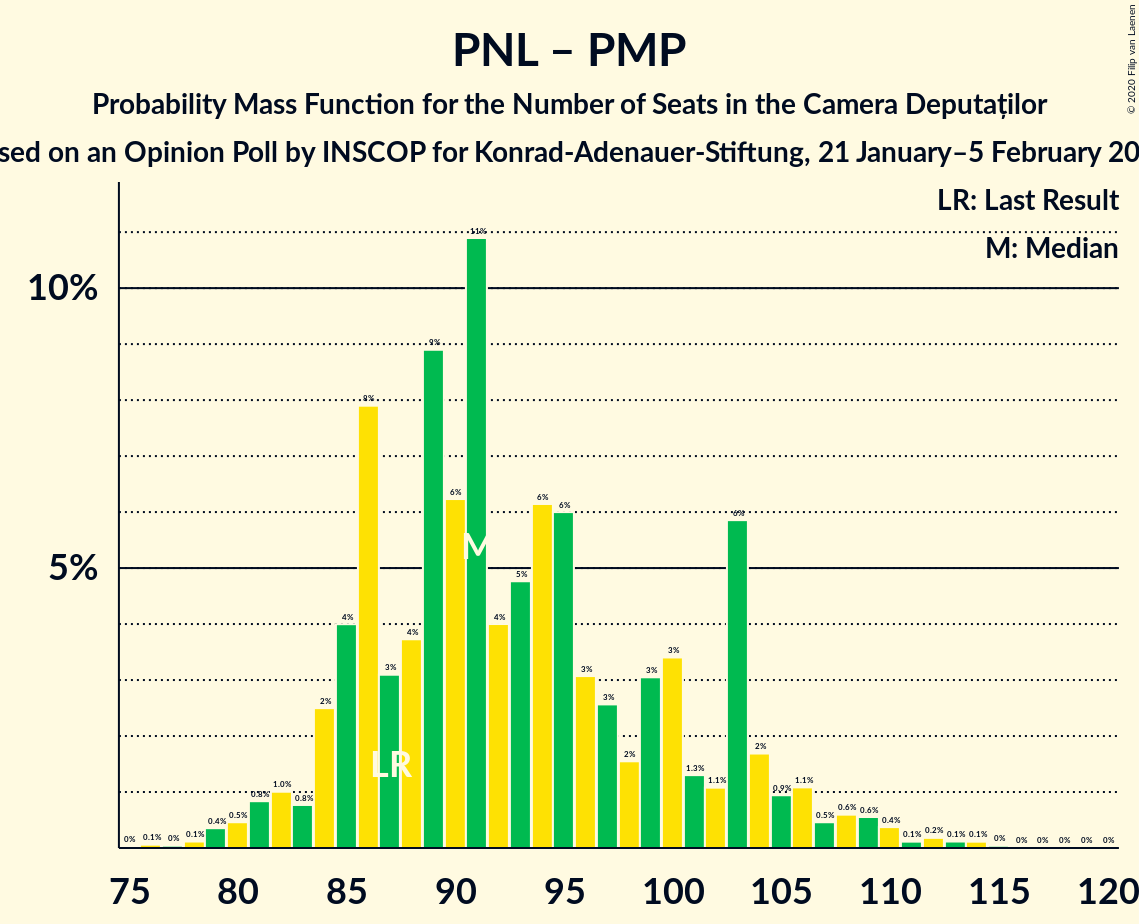 PNL – PMP
Probability Mass Function for the Number of Seats in the Camera Deputaților
sed on an Opinion Poll by INSCOP for Konrad-Adenauer-Stiftung, 21 January–5 February 20
© 2020 Filip van Laenen
LR: Last Result
M: Median
10%
5%
0% 0.1% 0% 0.1% 0.4% 0.5% 0.8% 1.0% 0.8% 2% 4% 8% 3% 4% 9% 6% 11% 4% 5% 6% 6% 3% 3% 2% 3% 3% 1.3% 1.1% 6% 2% 0.9% 1.1% 0.5% 0.6% 0.6% 0.4% 0.1% 0.2% 0.1% 0.1% 0% 0% 0% 0% 0% 0%
M
LR
75 80 85 90 95 100 105 110 115 120